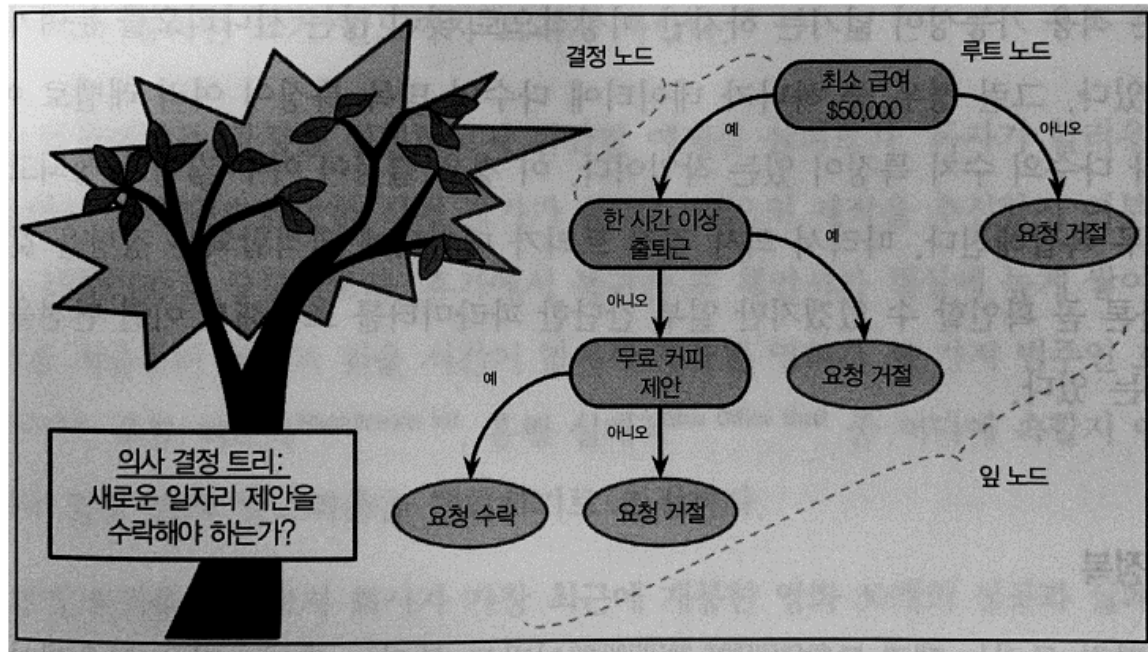 결정 노드
루트 노드
최소 급여
$50,000
예
아니오
한 시간 이상
출퇴근
예
요청 거절
아니오
무료 커피
제안
요청 거절
예
아니오
의사 결정 트리:
새로운 일자리 제안을
수락해야 하는가?
요청 수락
요청 거절
잎 노드